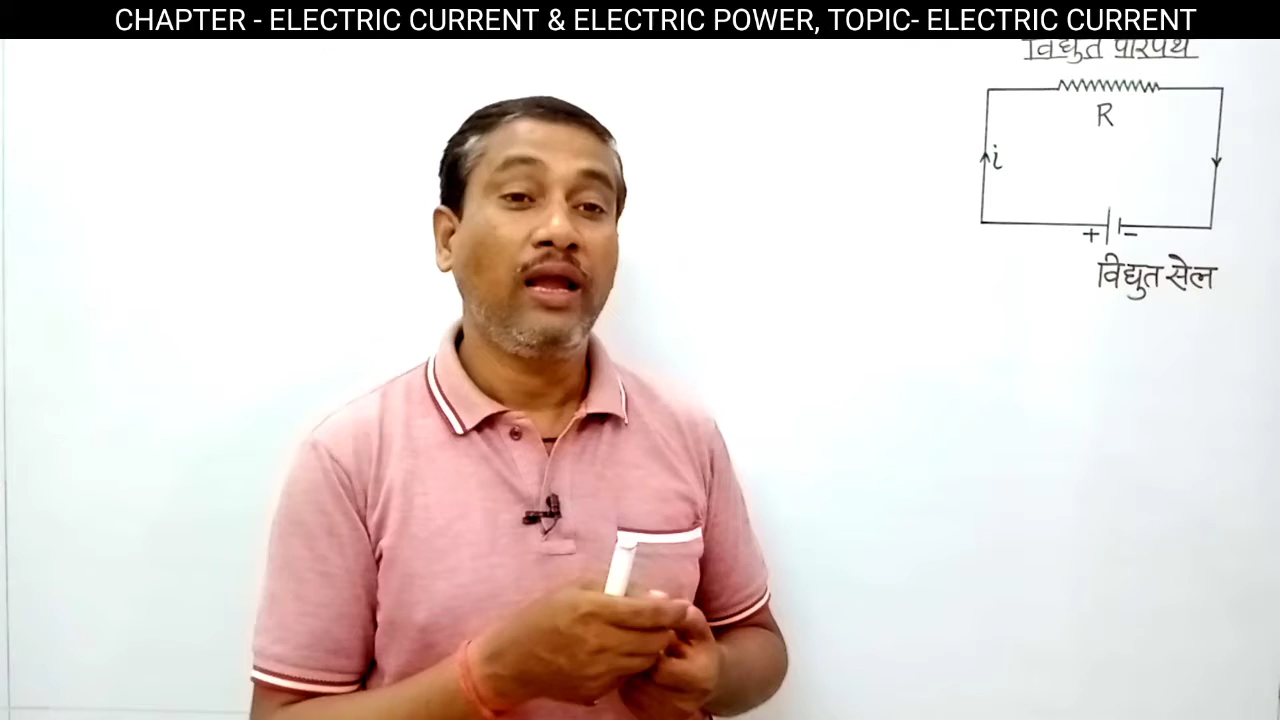 CHAPTER - ELECTRIC CURRENT & ELECTRIC POWER, TOPIC- ELECTRIC CURRENT
विद्युत परिपथ
R
i
+ -
विद्युत सेल